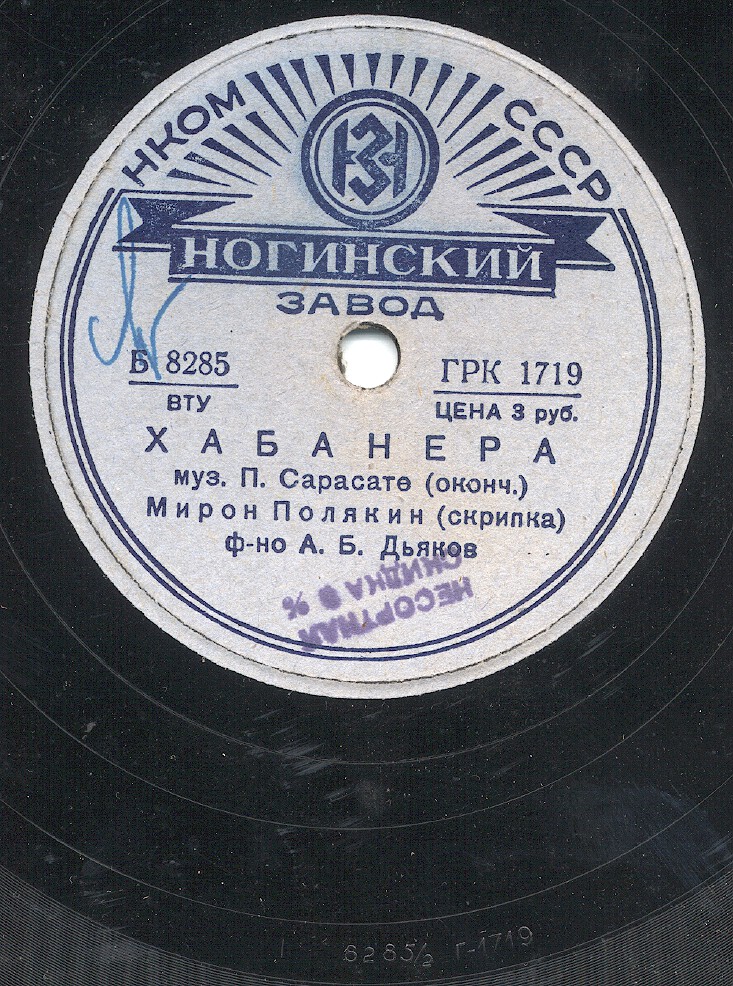 НКОМ СССР
НЗ
НОГИНСКИЙ
ЗАВОД
Б 8285
ГРК 1719
ВТУ
ЦЕНА 3 руб.
ХАБАНЕРА
муз. П. Сарасате (оконч.)
Мирон Полякин (скрипка)
ф-но А. Б. Дьяков
НЕСОРТНАЯ
СКИДКА %
8285/2 Г-1719